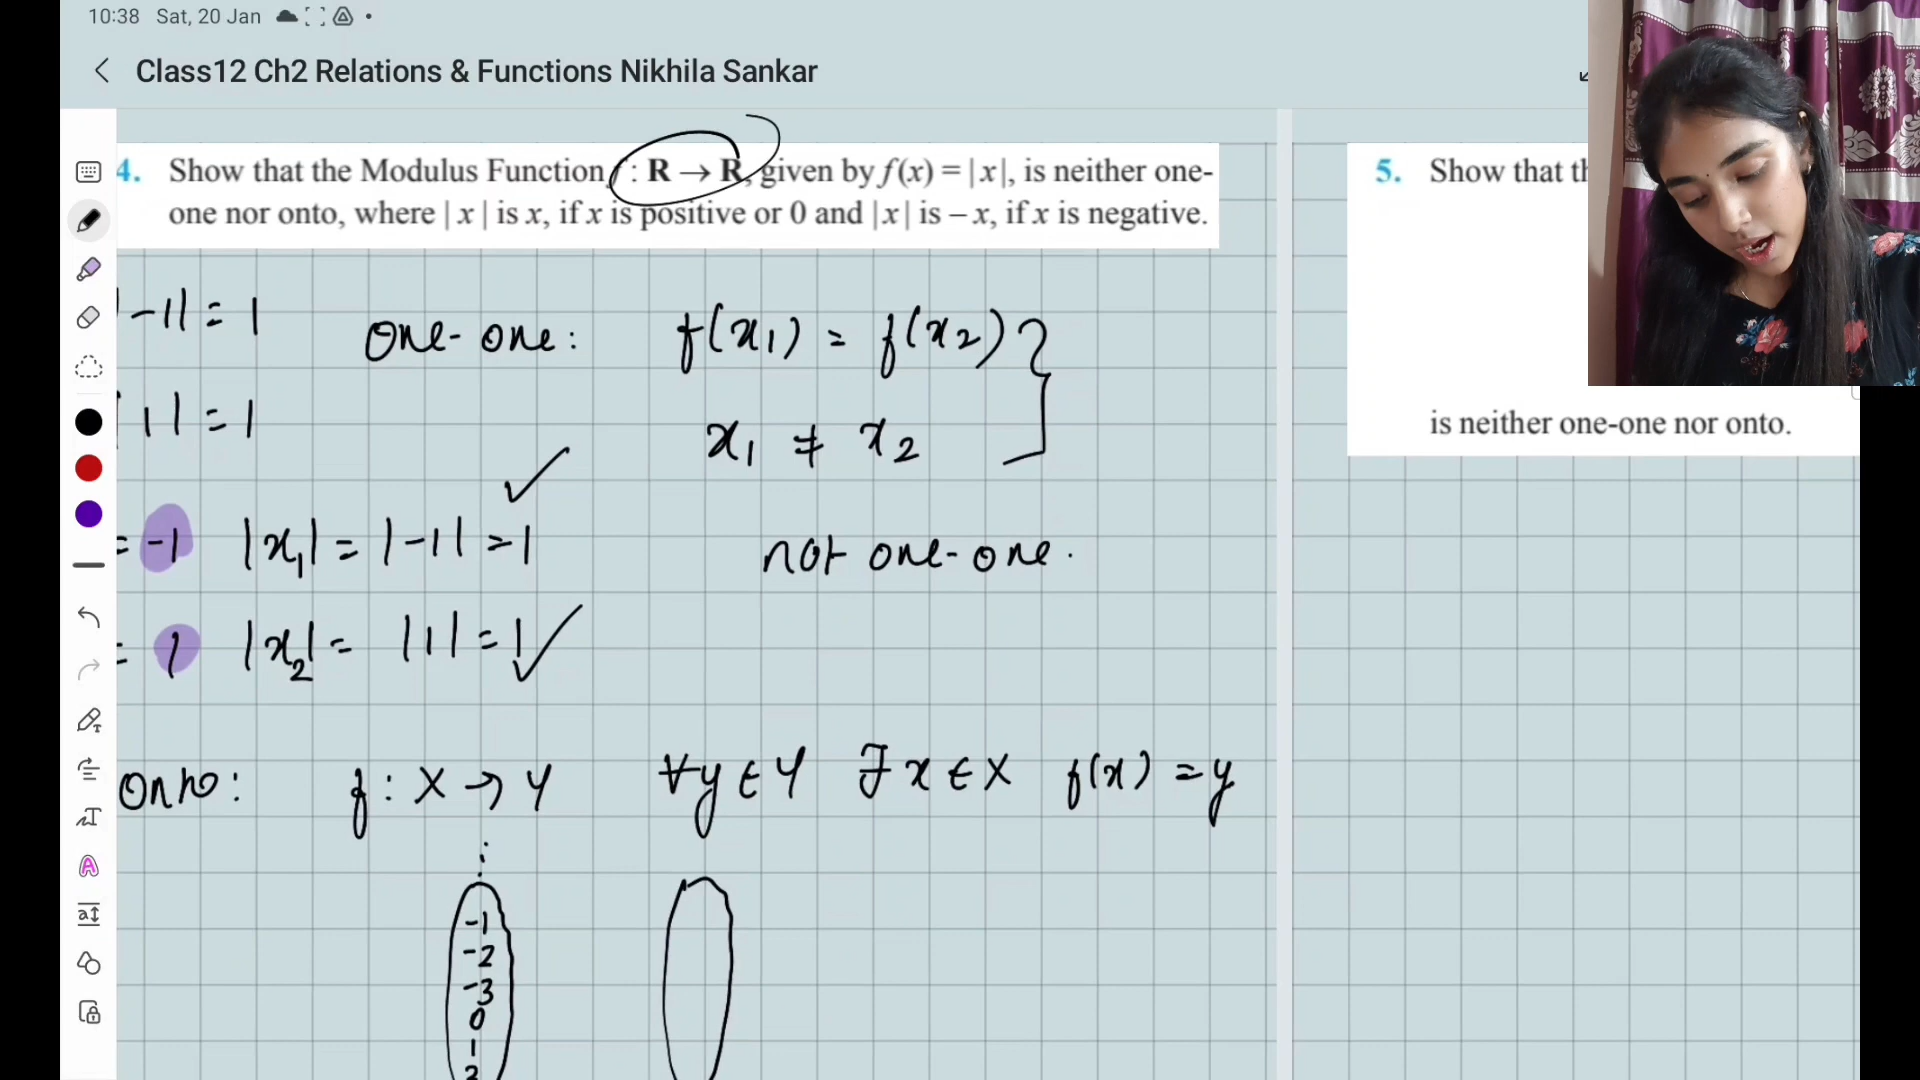 10:38 Sat, 20 Jan
Class12 Ch2 Relations & Functions Nikhila Sankar
4. Show that the Modulus Function f : R → R, given by f(x) = |x|, is neither one-
one nor onto, where |x| is x, if x is positive or 0 and |x| is – x, if x is negative.
|-1| = 1
|1| = 1
One-one: f(x₁) = f(x₂)
x₁ ≠ x₂
not one-one.
= -1 |x₁| = |-1| = 1
= 1 |x₂| = |1| = 1
Onto: f : X → Y ∀y ∈ Y ∃ x ∈ X f(x) = y
-1
-2
-3
0
1
2
5. Show that th
is neither one-one nor onto.